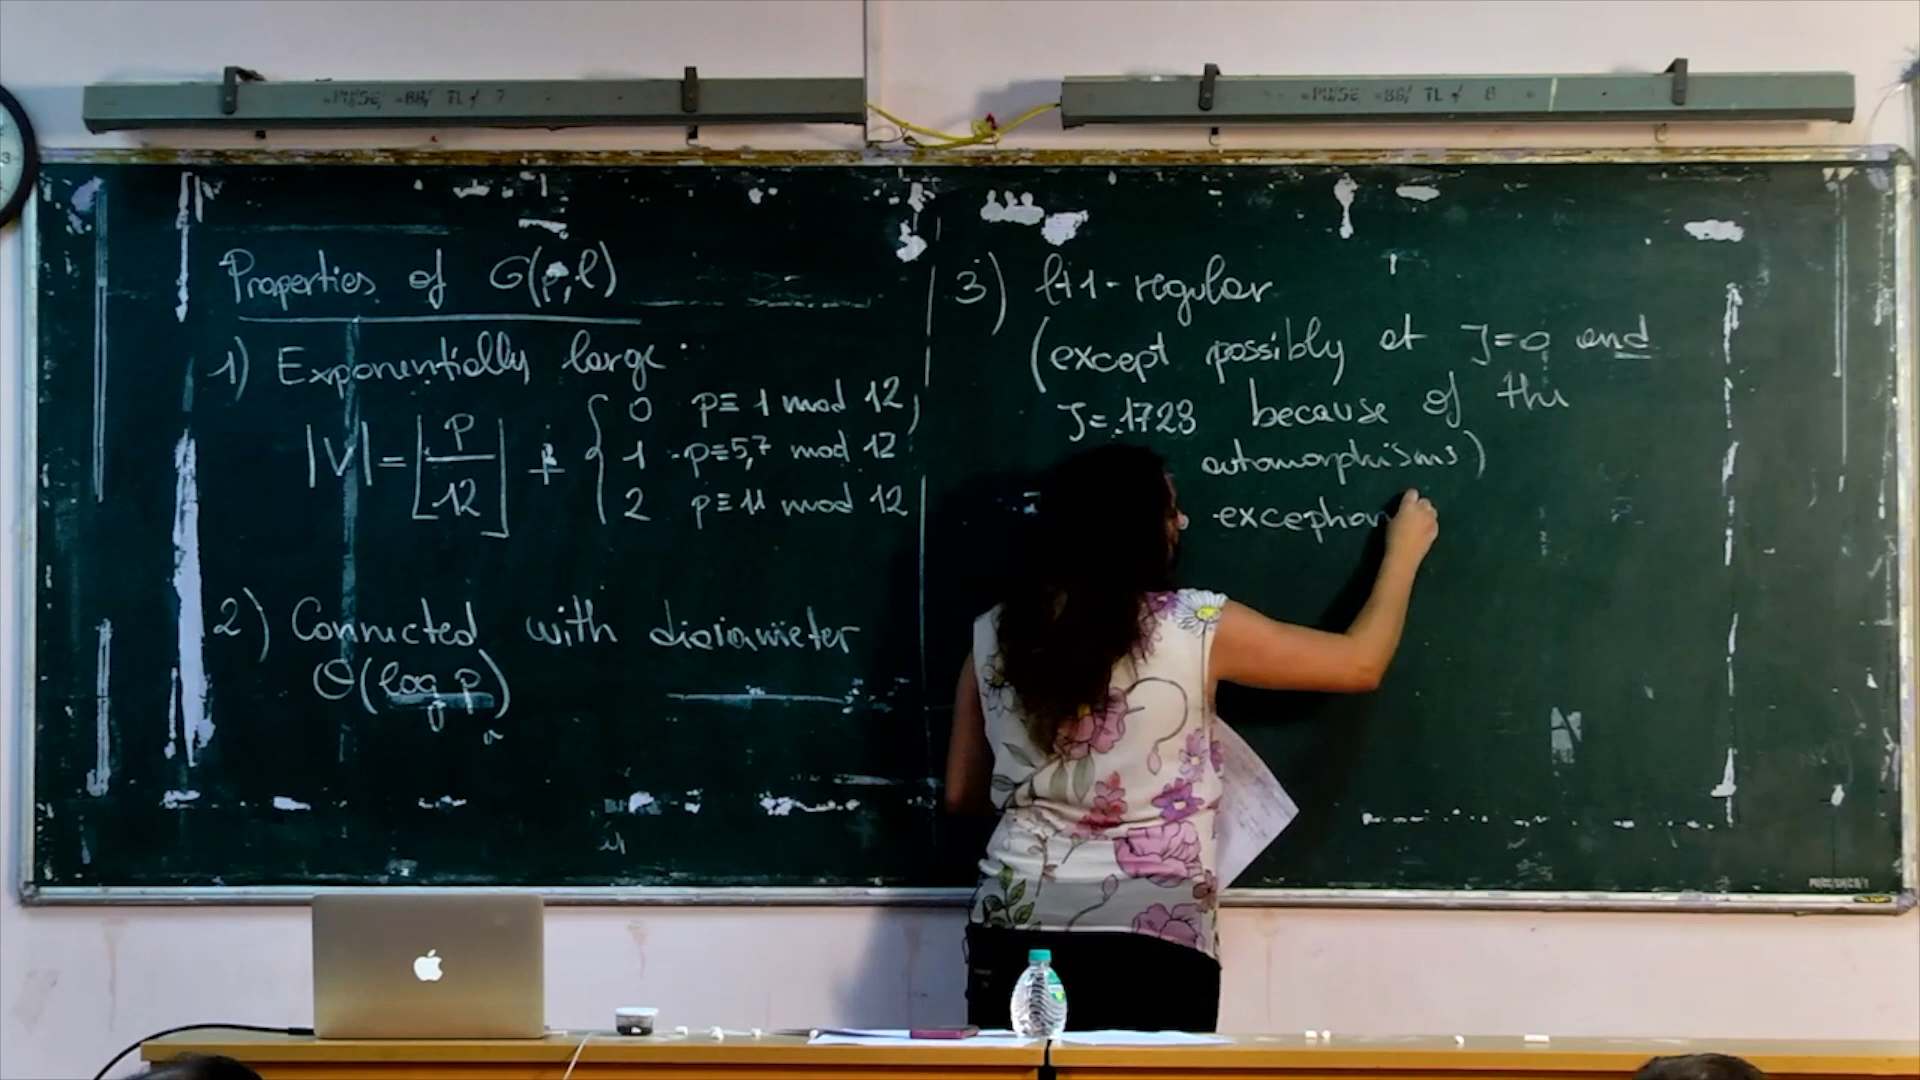 Properties of G(p,l)
1) Exponentially large
|V| = ⌊p/12⌋ + { 0 p≡1 mod 12,
1 p≡5,7 mod 12
2 p≡11 mod 12
2) Connected with diaiameter
O(log p)
3) l+1-regular
(except possibly at J=0 and
J=1728 because of the
automorphisms)
exception